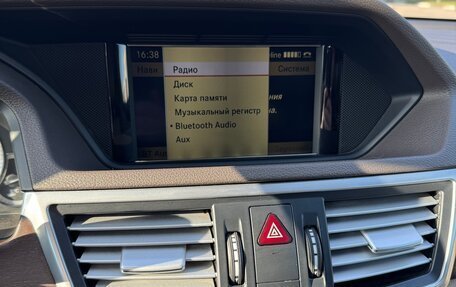 16:38
Нави Радио Система
Диск
Карта памяти
Музыкальный регистр
• Bluetooth Audio
Aux